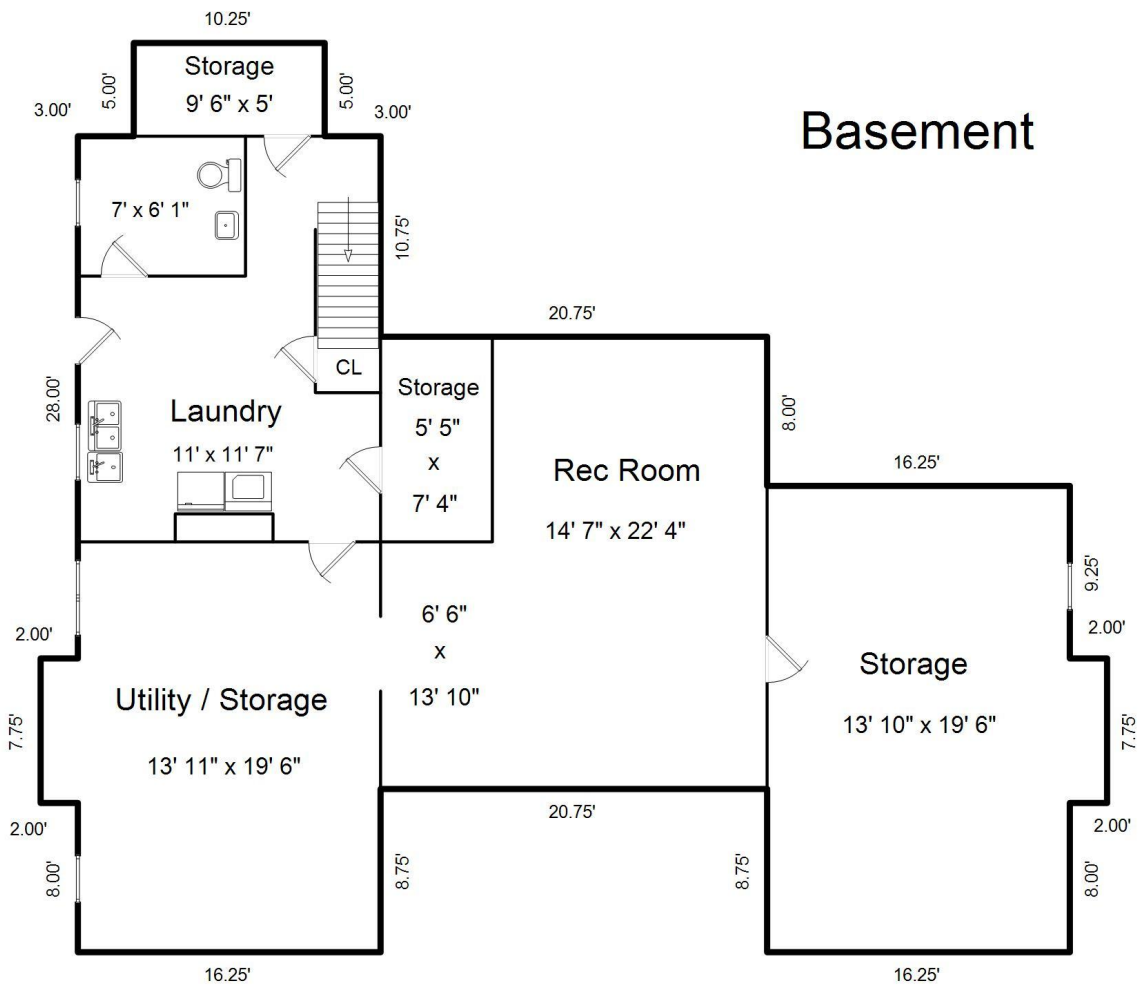 10.25'
Storage
9' 6" x 5'
5.00'
5.00'
3.00'
3.00'
Basement
7' x 6' 1"
10.75'
20.75'
CL
Storage
5' 5"
x
7' 4"
28.00'
Laundry
11' x 11' 7"
8.00'
Rec Room
14' 7" x 22' 4"
16.25'
9.25'
2.00'
2.00'
6' 6"
x
13' 10"
Utility / Storage
13' 11" x 19' 6"
Storage
13' 10" x 19' 6"
7.75'
7.75'
2.00'
20.75'
2.00'
8.00'
8.75'
8.75'
8.00'
16.25'
16.25'